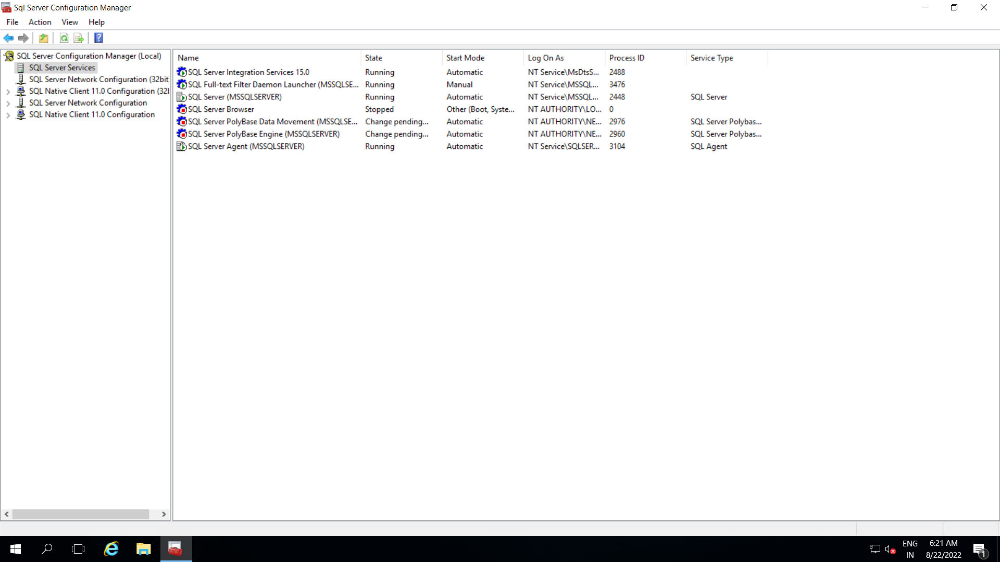 Sql Server Configuration Manager
File Action View Help
SQL Server Configuration Manager (Local)
SQL Server Services
SQL Server Network Configuration (32bit
SQL Native Client 11.0 Configuration (32b
SQL Server Network Configuration
SQL Native Client 11.0 Configuration
Name State Start Mode Log On As Process ID Service Type
SQL Server Integration Services 15.0 Running Automatic NT Service\MsDtsS... 2488
SQL Full-text Filter Daemon Launcher (MSSQLSE... Running Manual NT Service\MSSQL... 3476
SQL Server (MSSQLSERVER) Running Automatic NT Service\MSSQL... 2448 SQL Server
SQL Server Browser Stopped Other (Boot, Syste... NT AUTHORITY\LO... 0
SQL Server PolyBase Data Movement (MSSQLSE... Change pending... Automatic NT AUTHORITY\NE... 2976 SQL Server Polybas...
SQL Server PolyBase Engine (MSSQLSERVER) Change pending... Automatic NT AUTHORITY\NE... 2960 SQL Server Polybas...
SQL Server Agent (MSSQLSERVER) Running Automatic NT Service\SQLSER... 3104 SQL Agent
ENG 6:21 AM
IN 8/22/2022 1